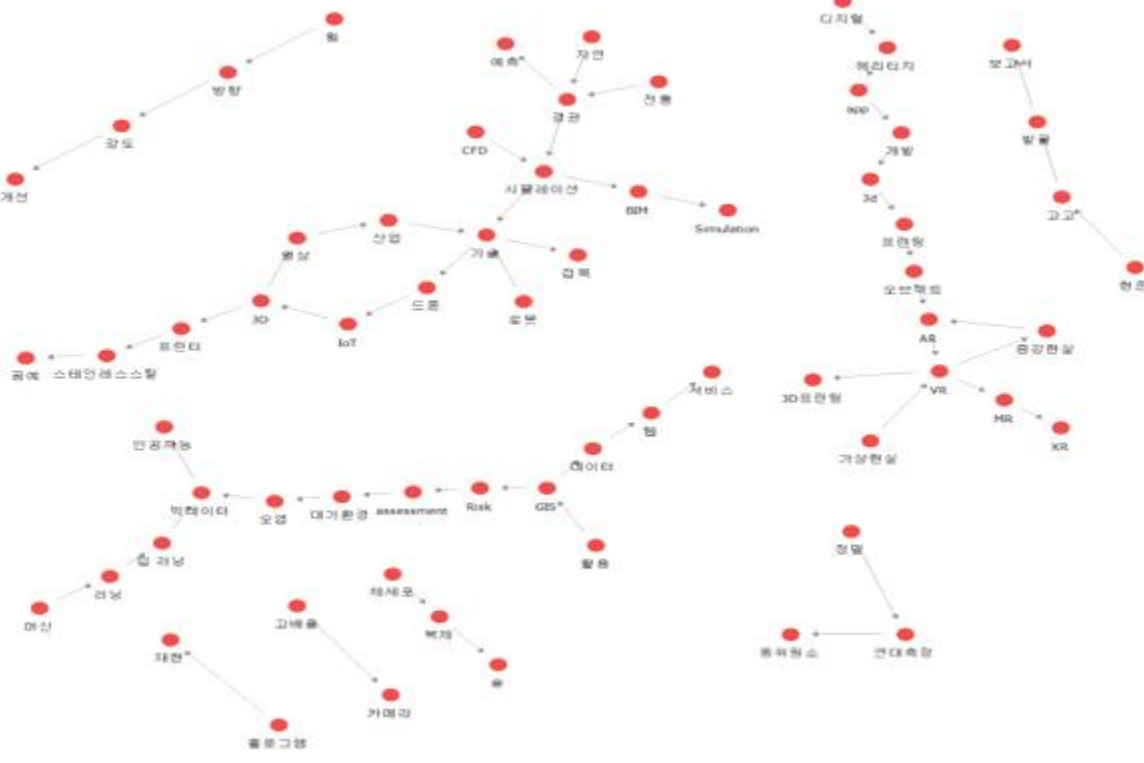 디지털
힘
예측
자연
헤리티지
보고서
방향
전통
app
경관
강도
CFD
개발
발굴
개선
시뮬레이션
3d
BIM
고고
Simulation
산업
프린팅
영상
기술
접목
현준
오브젝트
드론
3D
로봇
IoT
AR
프린터
증강현실
공예
스테인레스스틸
서비스
3D프린팅
VR
MR
웹
인공지능
XR
가상현실
데이터
빅데이터
오염
대기환경
assessment
Risk
GIS
딥 러닝
정밀
활용
러닝
체세포
머신
고배율
복제
재현
동위원소
연대측정
카메라
홀로그램